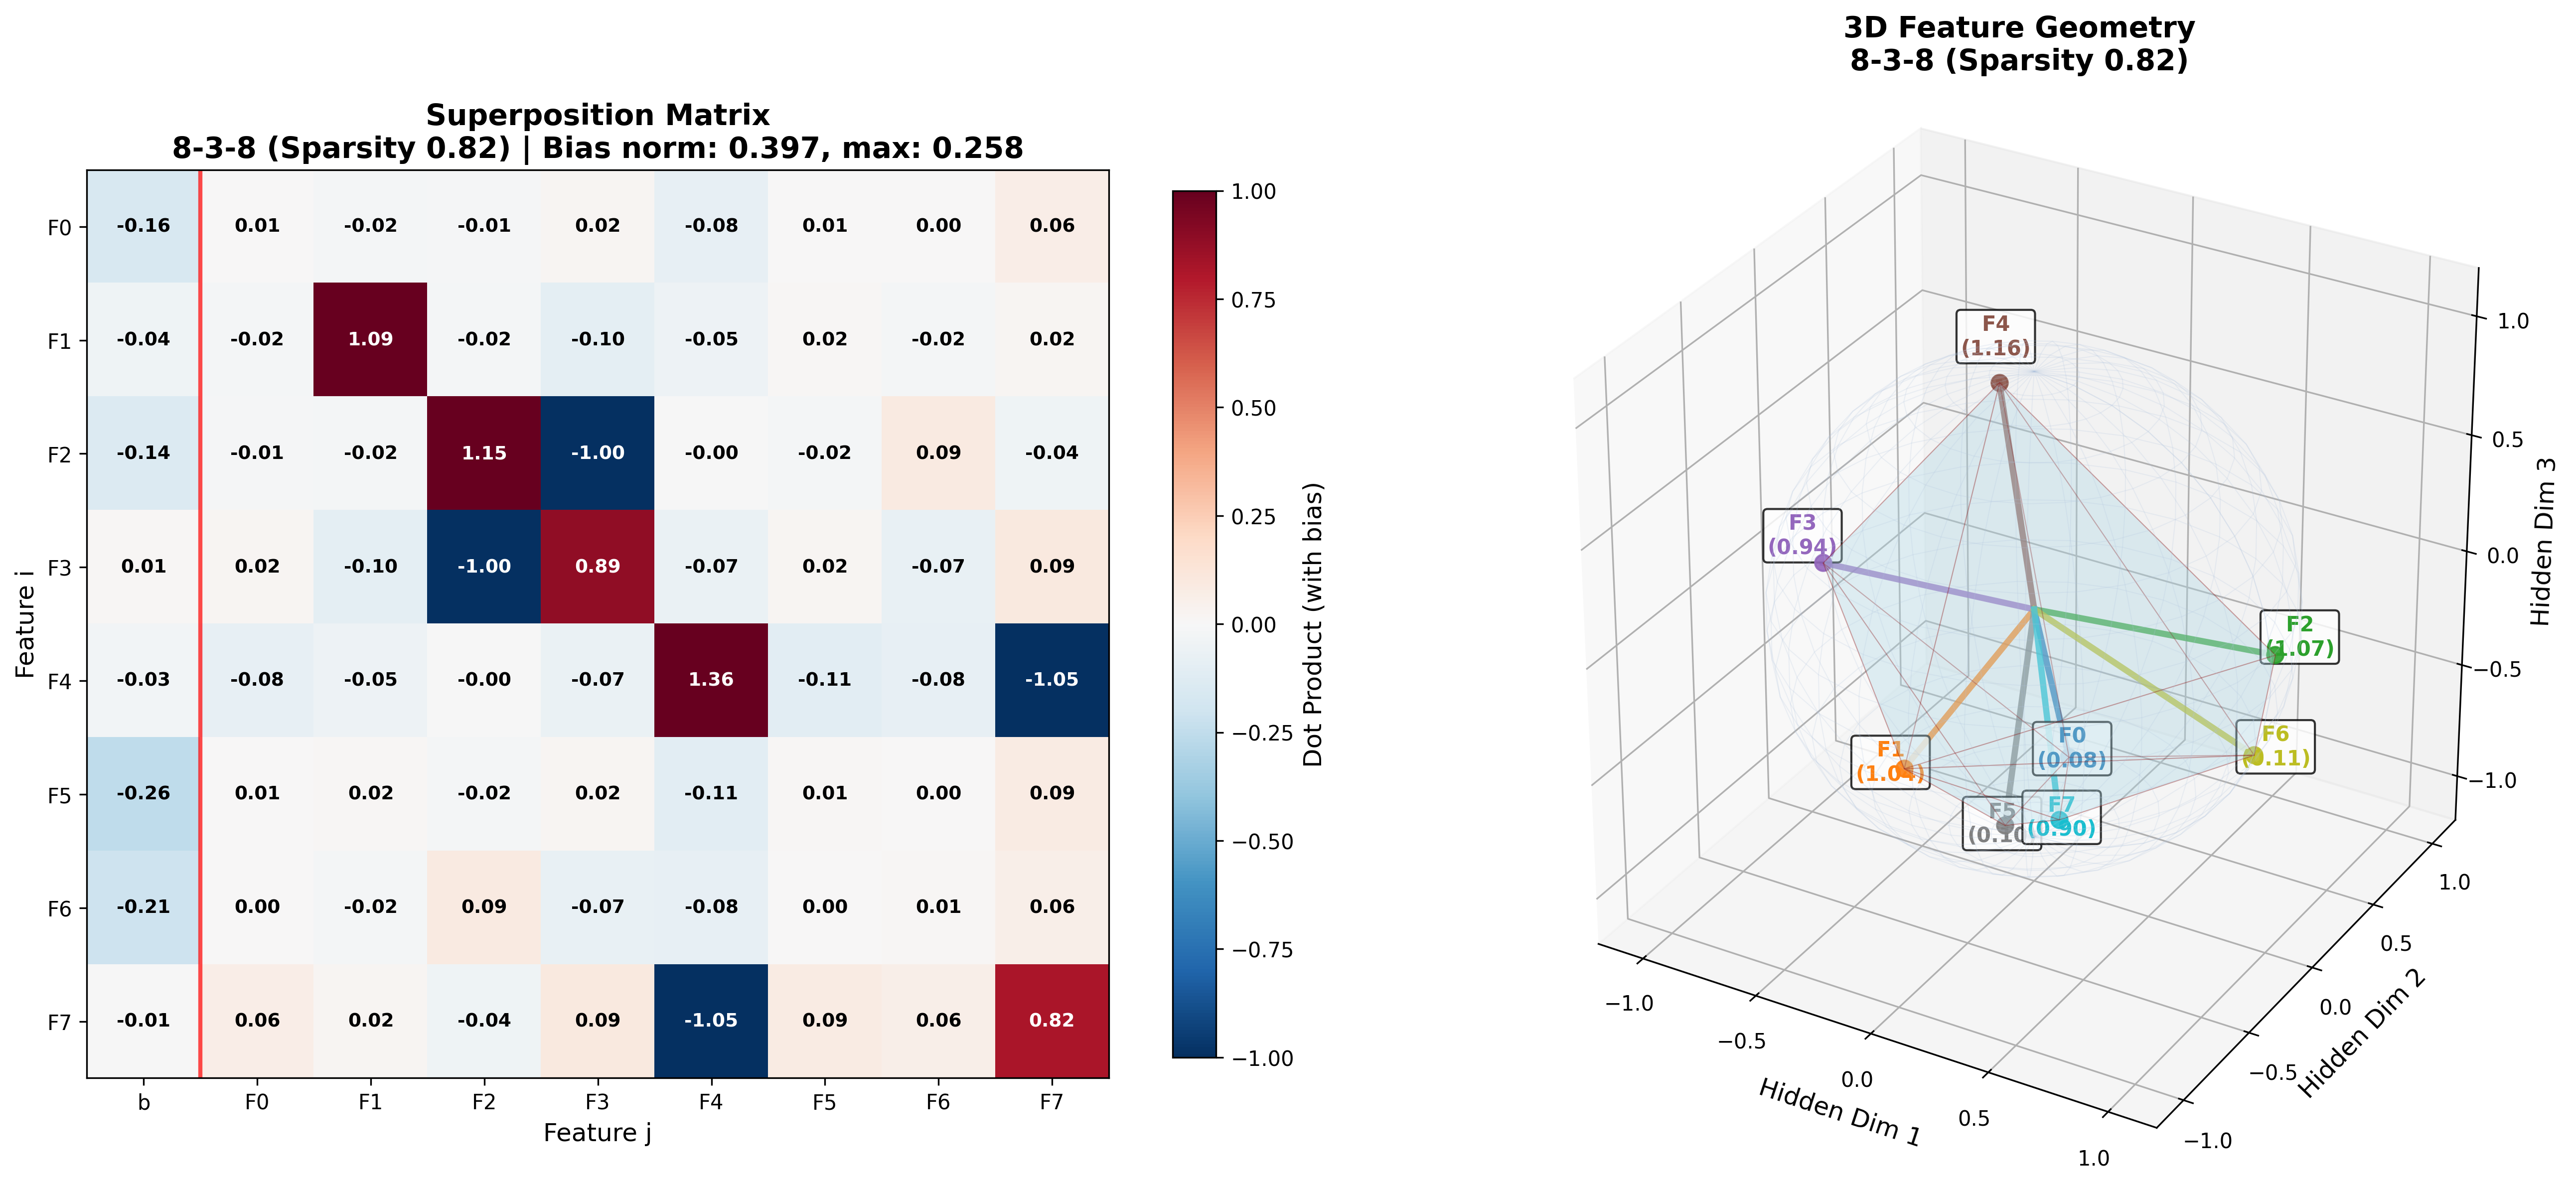 Superposition Matrix
8-3-8 (Sparsity 0.82) | Bias norm: 0.397, max: 0.258
F0 -0.16 0.01 -0.02 -0.01 0.02 -0.08 0.01 0.00 0.06
F1 -0.04 -0.02 1.09 -0.02 -0.10 -0.05 0.02 -0.02 0.02
F2 -0.14 -0.01 -0.02 1.15 -1.00 -0.00 -0.02 0.09 -0.04
F3 0.01 0.02 -0.10 -1.00 0.89 -0.07 0.02 -0.07 0.09
F4 -0.03 -0.08 -0.05 -0.00 -0.07 1.36 -0.11 -0.08 -1.05
F5 -0.26 0.01 0.02 -0.02 0.02 -0.11 0.01 0.00 0.09
F6 -0.21 0.00 -0.02 0.09 -0.07 -0.08 0.00 0.01 0.06
F7 -0.01 0.06 0.02 -0.04 0.09 -1.05 0.09 0.06 0.82
b F0 F1 F2 F3 F4 F5 F6 F7
Feature j
Feature i
1.00
0.75
0.50
0.25
0.00
−0.25
−0.50
−0.75
−1.00
Dot Product (with bias)
3D Feature Geometry
8-3-8 (Sparsity 0.82)
F4
(1.16)
F3
(0.94)
F2
(1.07)
F0
(0.08)
F6
(0.11)
F1
(1.04)
F5
(0.10
F7
(0.90)
1.0
0.5
0.0
−0.5
−1.0
Hidden Dim 3
−1.0
−0.5
0.0
0.5
1.0
Hidden Dim 1
1.0
0.5
0.0
−0.5
−1.0
Hidden Dim 2